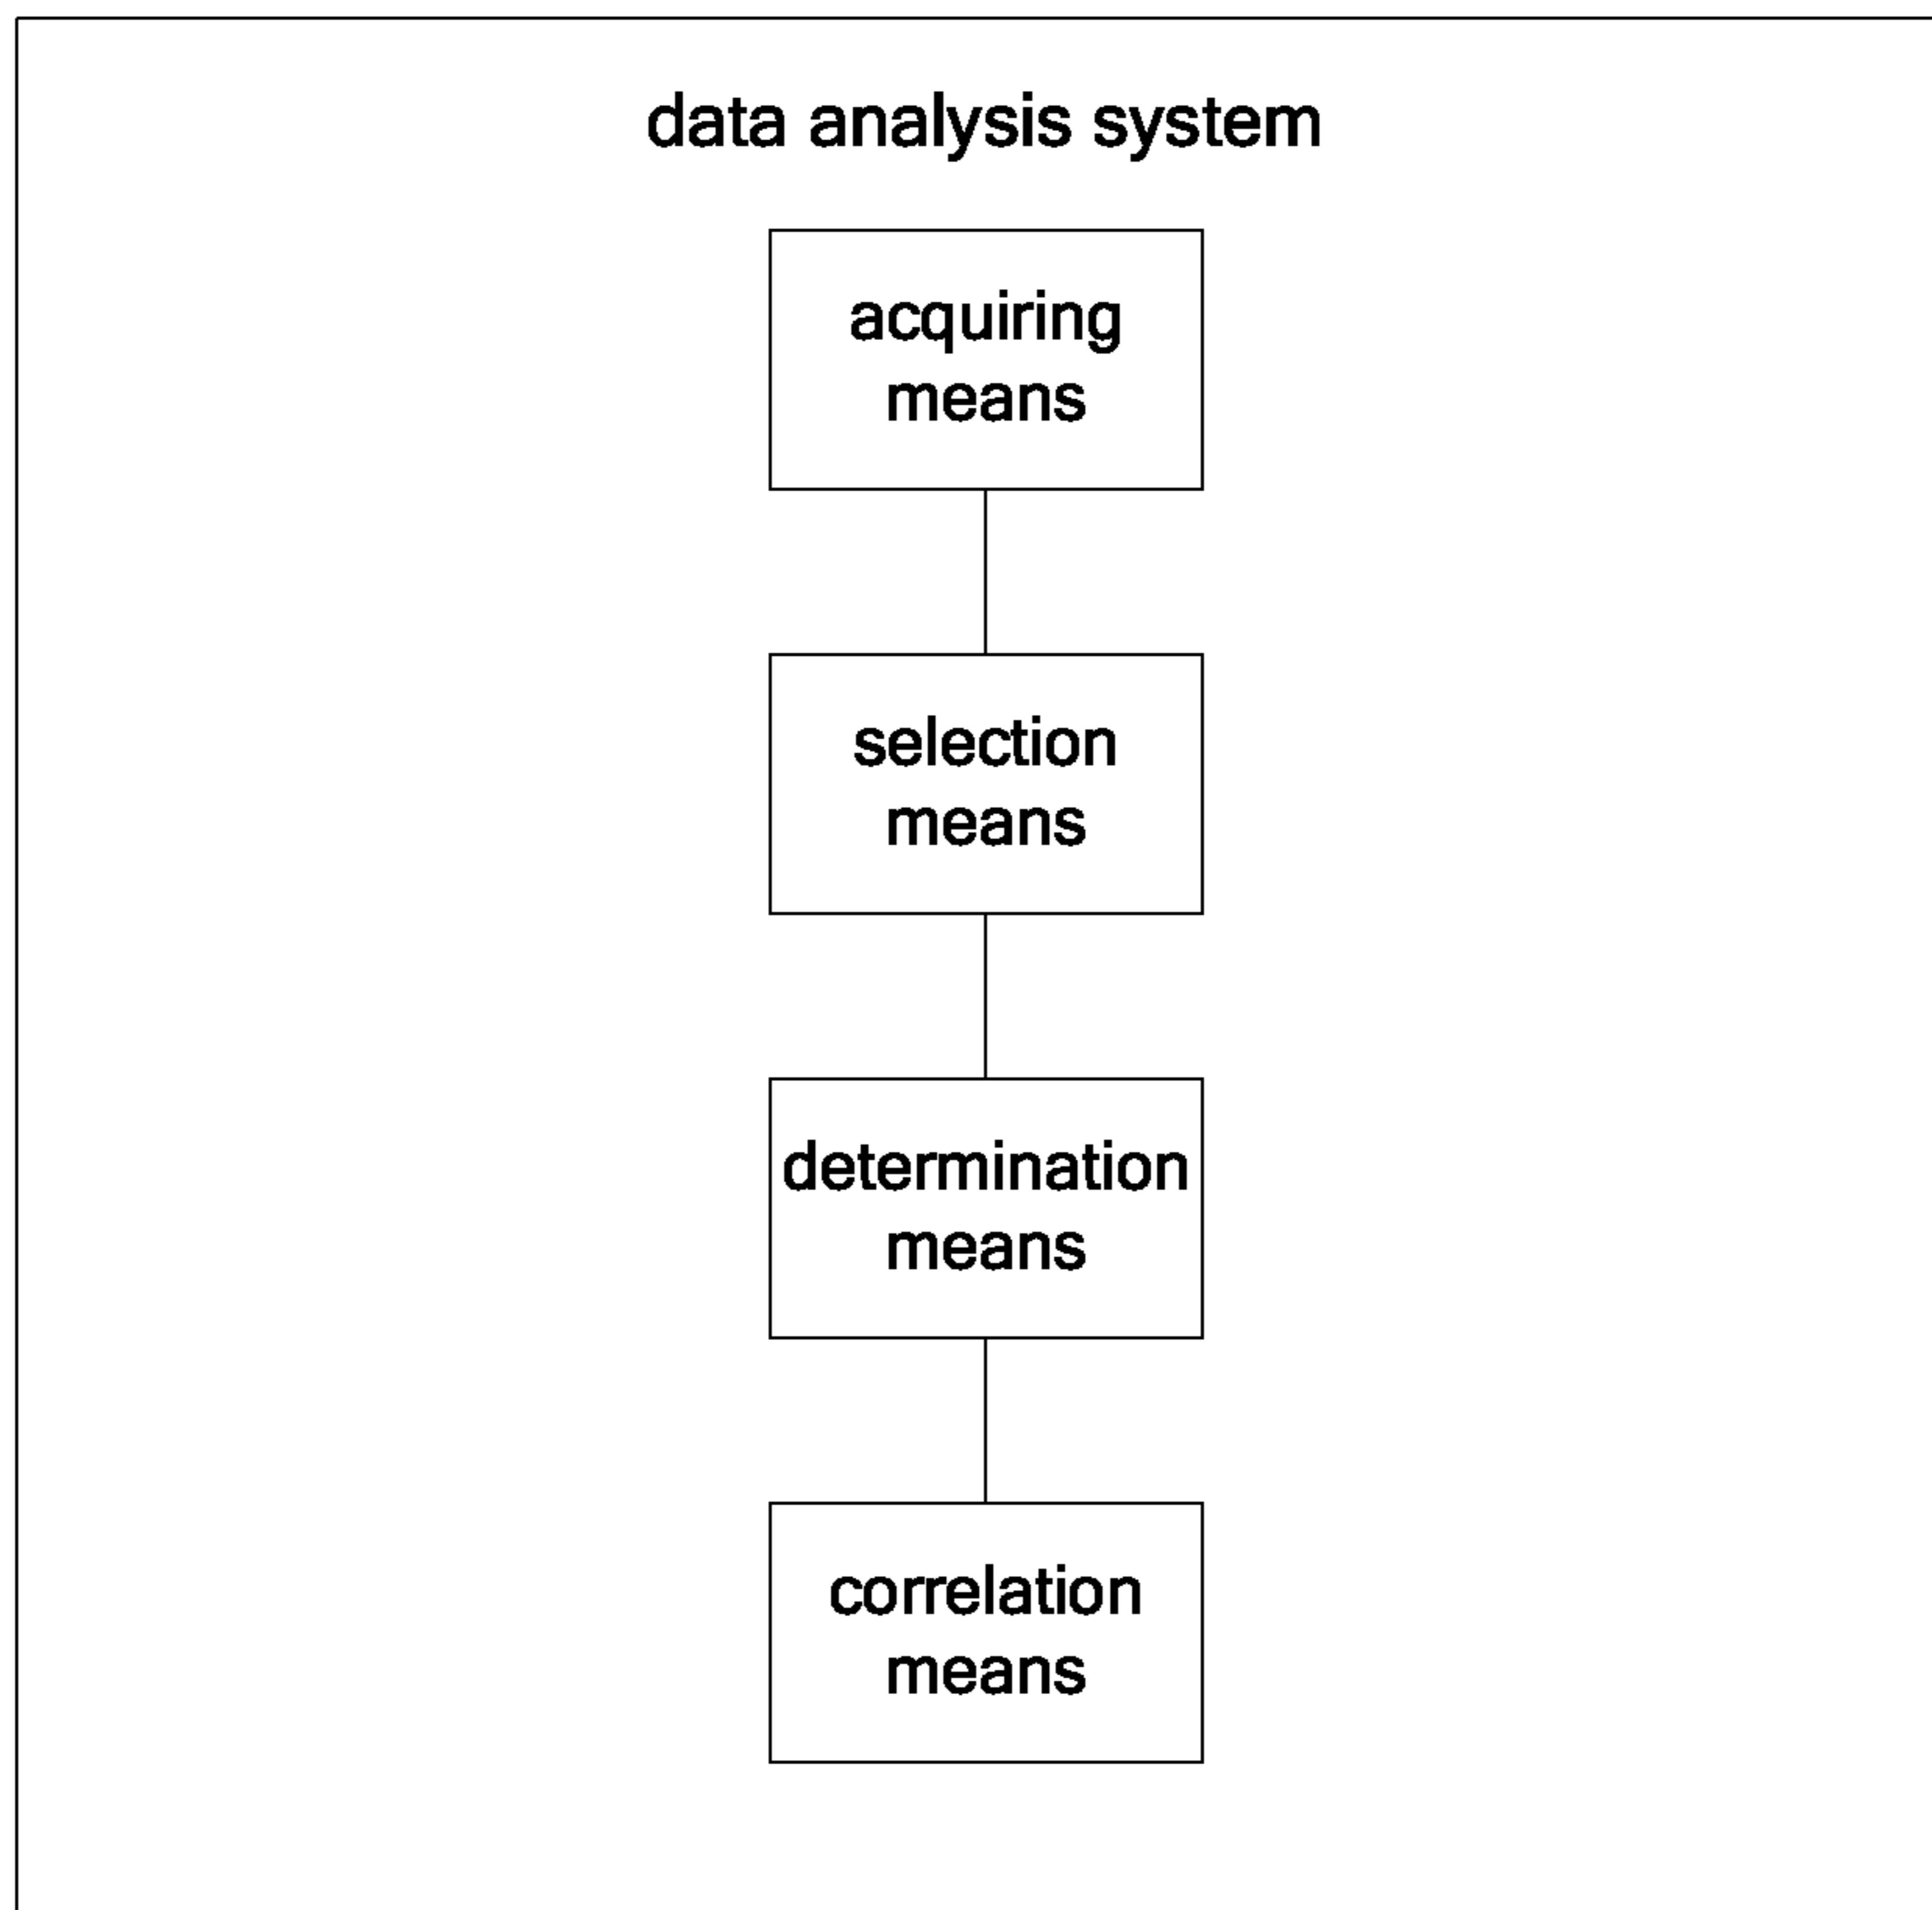 data analysis system
acquiring
means
selection
means
determination
means
correlation
means